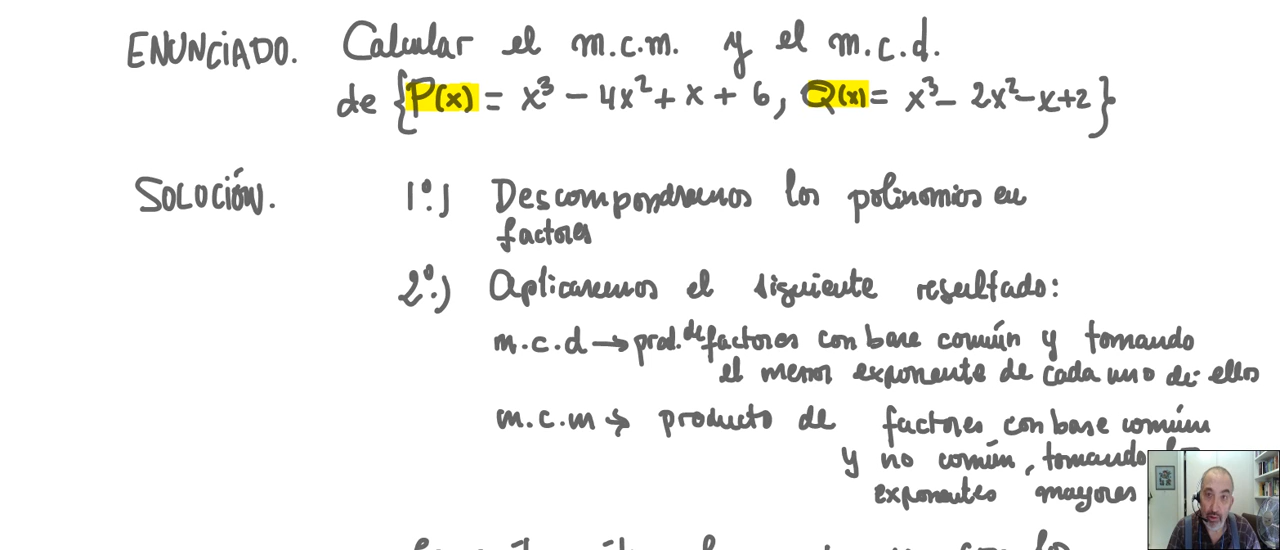 ENUNCIADO. Calcular el m.c.m. y el m.c.d.
de {P(x) = x³ - 4x² + x + 6, Q(x) = x³ - 2x² - x + 2}
SOLUCIÓN. 1º.) Descompondremos los polinomios en
factores
2º.) Aplicaremos el siguiente resultado:
m.c.d → prod. de factores con base común y tomando
el menor exponente de cada uno de ellos
m.c.m → producto de factores con base común
y no común, tomando
exponentes mayores